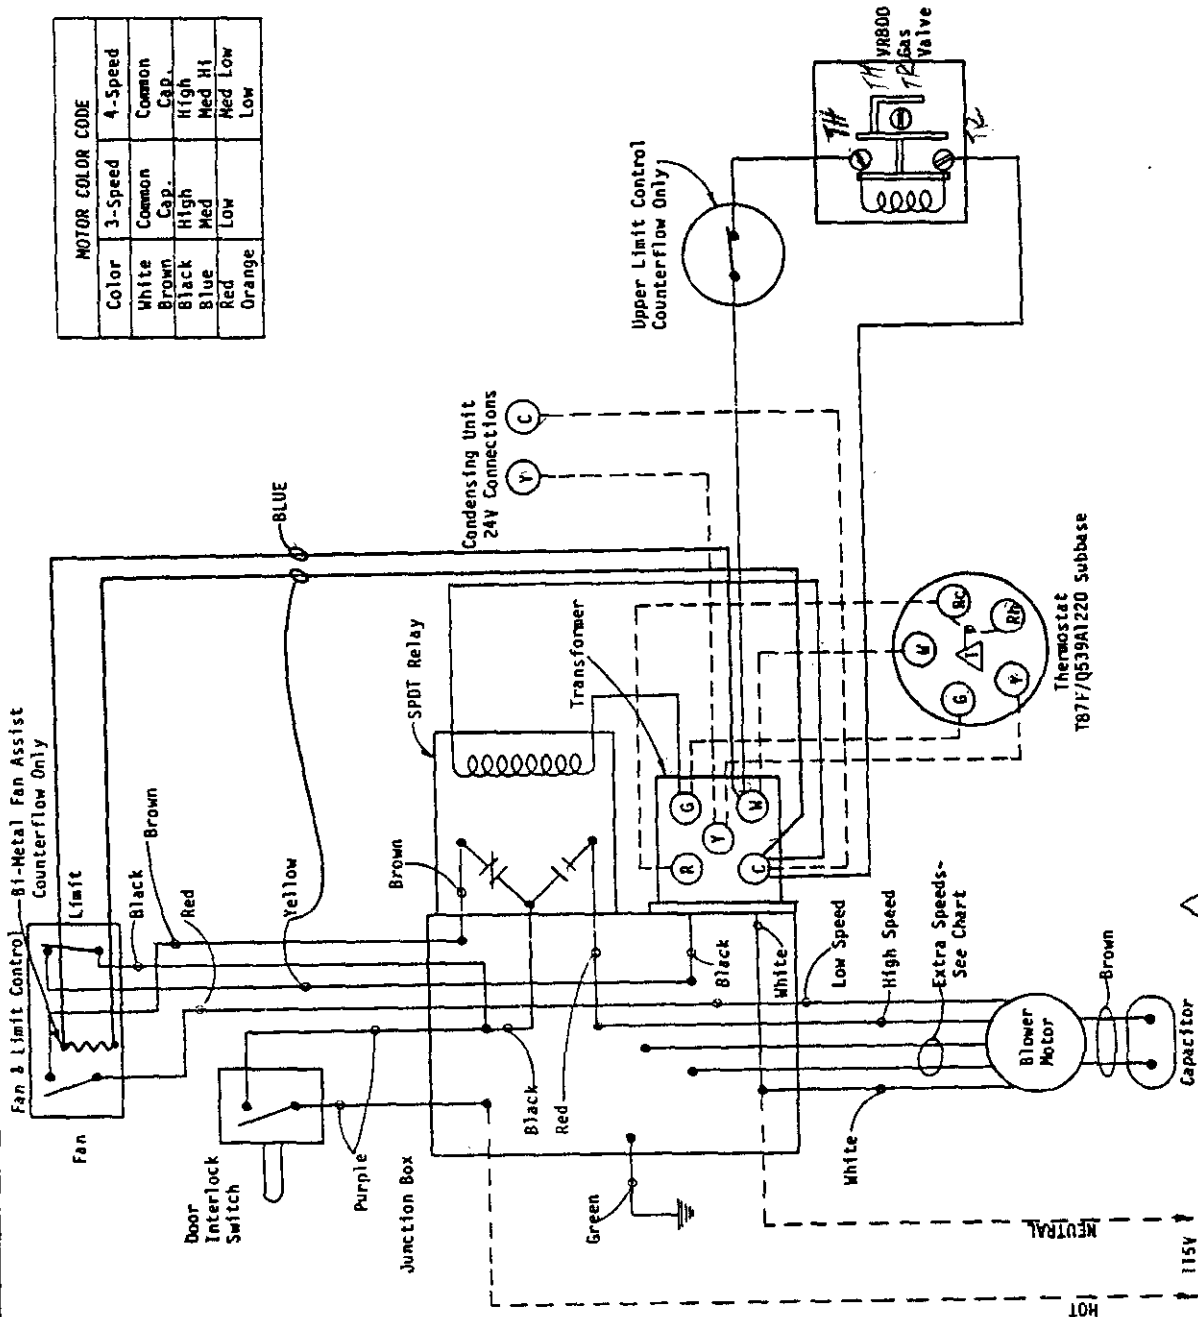 MOTOR COLOR CODE
Color 3-Speed 4-Speed
White Common Common
Brown Cap. Cap.
Black High High
Blue Med Med Hi
Red Low Med Low
Orange Low
Fan & Limit Control
Bi-Metal Fan Assist
Counterflow Only
Limit
Fan
Black
Brown
Red
Yellow
BLUE
Door
Interlock
Switch
Purple
Junction Box
SPDT Relay
Brown
Black
Red
Green
Transformer
R
G
Y
C
W
Condensing Unit
24V Connections
Y
C
Upper Limit Control
Counterflow Only
TH
TH
TR
TR
VR800
Gas
Valve
Thermostat
T87F/Q539A1220 Subbase
G
W
Rc
Rh
Y
1
Black
White
Low Speed
High Speed
Extra Speeds-
See Chart
White
Blower
Motor
Brown
Capacitor
HOT
NEUTRAL
115V